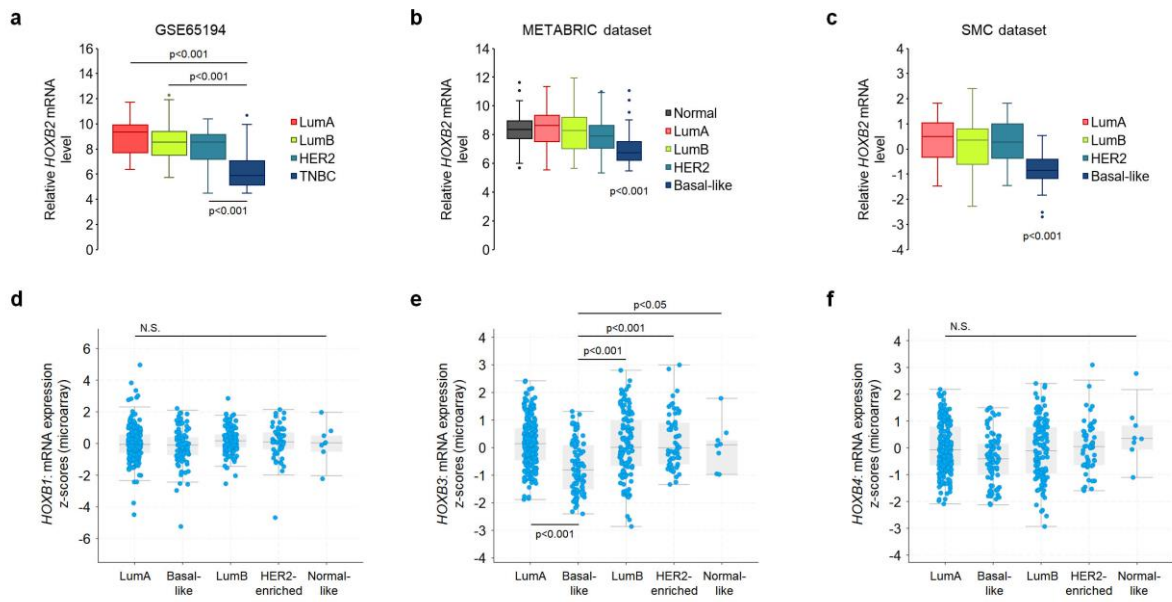 a
GSE65194
Relative HOXB2 mRNA
level
16
14
12
10
8
6
4
2
0
p<0.001
p<0.001
p<0.001
LumA
LumB
HER2
TNBC
b
METABRIC dataset
Relative HOXB2 mRNA
level
14
12
10
8
6
4
2
0
p<0.001
Normal
LumA
LumB
HER2
Basal-like
c
SMC dataset
Relative HOXB2 mRNA
level
4
3
2
1
0
-1
-2
-3
-4
p<0.001
LumA
LumB
HER2
Basal-like
d
HOXB1: mRNA expression
z-scores (microarray)
6
4
2
0
-2
-4
-6
N.S.
LumA
Basal-
like
LumB
HER2-
enriched
Normal-
like
e
HOXB3: mRNA expression
z-scores (microarray)
4
3
2
1
0
-1
-2
-3
-4
p<0.05
p<0.001
p<0.001
p<0.001
LumA
Basal-
like
LumB
HER2-
enriched
Normal-
like
f
HOXB4: mRNA expression
z-scores (microarray)
4
3
2
1
0
-1
-2
-3
-4
N.S.
LumA
Basal-
like
LumB
HER2-
enriched
Normal-
like